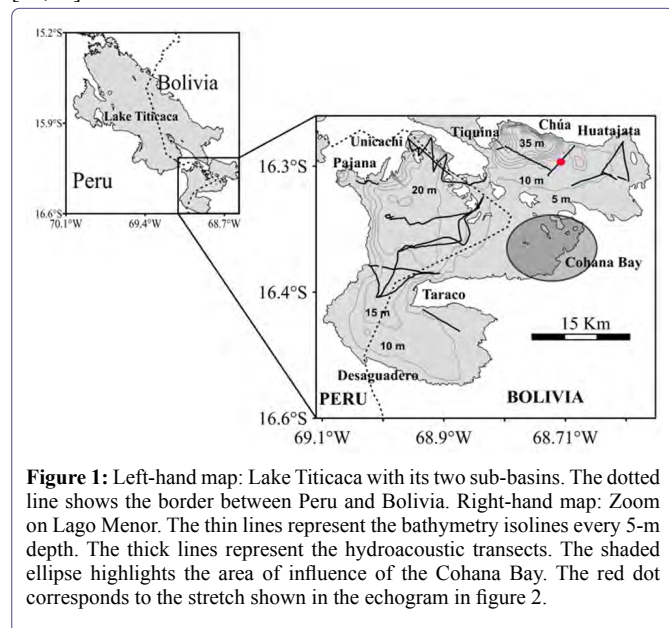 15.2°S
Bolivia
15.9°S
Lake Titicaca
Peru
16.6°S
70.1°W 69.4°W 68.7°W
Chúa
Tiquina Huatajata
Unicachi
35 m
16.3°S
Pajana
10 m
20 m
5 m
Cohana Bay
16.4°S
Taraco
15 m
15 Km
10 m
Desaguadero
PERU BOLIVIA
16.6°S
69.1°W 68.9°W 68.71°W
Figure 1: Left-hand map: Lake Titicaca with its two sub-basins. The dotted
line shows the border between Peru and Bolivia. Right-hand map: Zoom
on Lago Menor. The thin lines represent the bathymetry isolines every 5-m
depth. The thick lines represent the hydroacoustic transects. The shaded
ellipse highlights the area of influence of the Cohana Bay. The red dot
corresponds to the stretch shown in the echogram in figure 2.